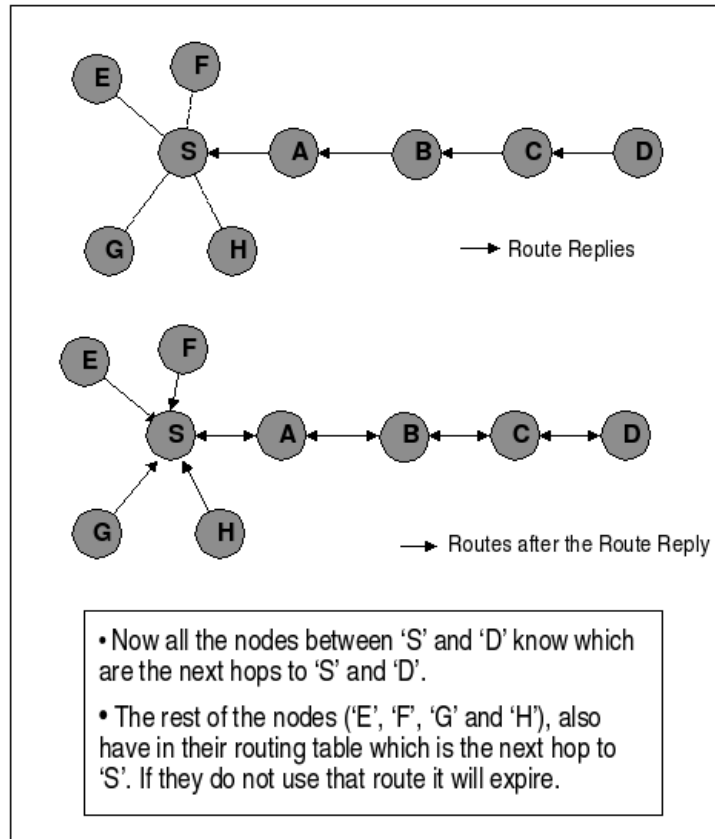 E
F
S
A
B
C
D
G
H
Route Replies
E
F
S
A
B
C
D
G
H
Routes after the Route Reply
• Now all the nodes between ‘S’ and ‘D’ know which
are the next hops to ‘S’ and ‘D’.
• The rest of the nodes (‘E’, ‘F’, ‘G’ and ‘H’), also
have in their routing table which is the next hop to
‘S’. If they do not use that route it will expire.